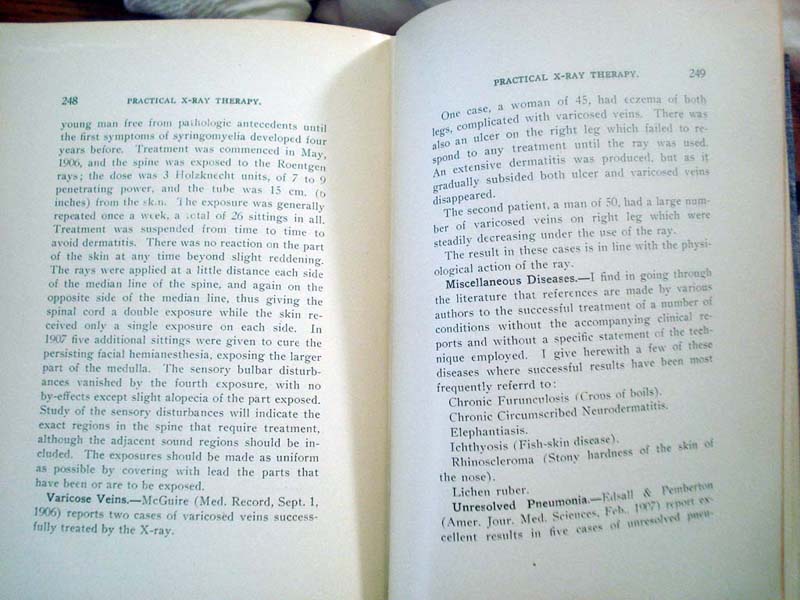 248 PRACTICAL X-RAY THERAPY.
young man free from pathologic antecedents until
the first symptoms of syringomyelia developed four
years before. Treatment was commenced in May,
1906, and the spine was exposed to the Roentgen
rays; the dose was 3 Holzknecht units, of 7 to 9
penetrating power, and the tube was 15 cm. (6
inches) from the skin. The exposure was generally
repeated once a week, a total of 26 sittings in all.
Treatment was suspended from time to time to
avoid dermatitis. There was no reaction on the part
of the skin at any time beyond slight reddening.
The rays were applied at a little distance each side
of the median line of the spine, and again on the
opposite side of the median line, thus giving the
spinal cord a double exposure while the skin re-
ceived only a single exposure on each side. In
1907 five additional sittings were given to cure the
persisting facial hemianesthesia, exposing the larger
part of the medulla. The sensory bulbar disturb-
ances vanished by the fourth exposure, with no
by-effects except slight alopecia of the part exposed.
Study of the sensory disturbances will indicate the
exact regions in the spine that require treatment,
although the adjacent sound regions should be in-
cluded. The exposures should be made as uniform
as possible by covering with lead the parts that
have been or are to be exposed.
Varicose Veins.—McGuire (Med. Record, Sept. 1,
1906) reports two cases of varicosed veins success-
fully treated by the X-ray.
PRACTICAL X-RAY THERAPY. 249
One case, a woman of 45, had eczema of both
legs, complicated with varicosed veins. There was
also an ulcer on the right leg which failed to re-
spond to any treatment until the ray was used.
An extensive dermatitis was produced, but as it
gradually subsided both ulcer and varicosed veins
disappeared.
The second patient, a man of 50, had a large num-
ber of varicosed veins on right leg which were
steadily decreasing under the use of the ray.
The result in these cases is in line with the physi-
ological action of the ray.
Miscellaneous Diseases.—I find in going through
the literature that references are made by various
authors to the successful treatment of a number of
conditions without the accompanying clinical re-
ports and without a specific statement of the tech-
nique employed. I give herewith a few of these
diseases where successful results have been most
frequently referrd to:
Chronic Furunculosis (Crops of boils).
Chronic Circumscribed Neurodermatitis.
Elephantiasis.
Ichthyosis (Fish-skin disease).
Rhinoscleroma (Stony hardness of the skin of
the nose).
Lichen ruber.
Unresolved Pneumonia.—Edsall & Pemberton
(Amer. Jour. Med. Sciences, Feb., 1907) report ex-
cellent results in five cases of unresolved pneu-